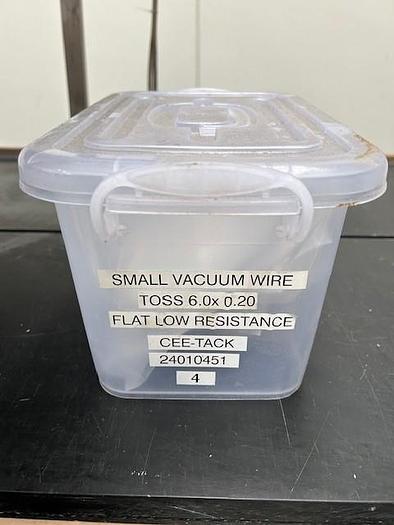 SMALL VACUUM WIRE
TOSS 6.0x 0.20
FLAT LOW RESISTANCE
CEE-TACK
24010451
4